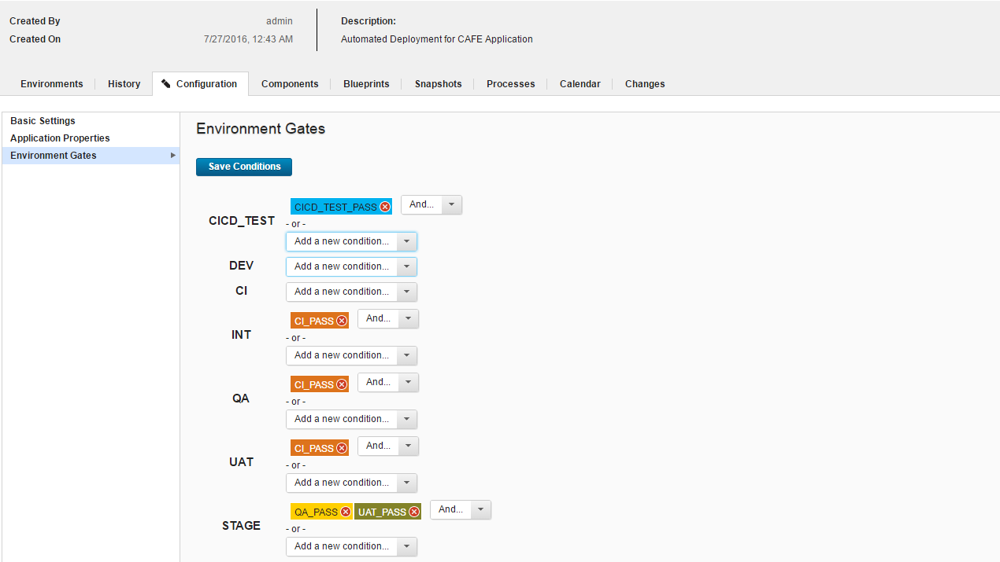 Created By admin
Created On 7/27/2016, 12:43 AM
Description:
Automated Deployment for CAFE Application
Environments History Configuration Components Blueprints Snapshots Processes Calendar Changes
Basic Settings
Application Properties
Environment Gates
Environment Gates
Save Conditions
CICD_TEST
CICD_TEST_PASS And...
- or -
Add a new condition...
DEV Add a new condition...
CI Add a new condition...
INT
CI_PASS And...
- or -
Add a new condition...
QA
CI_PASS And...
- or -
Add a new condition...
UAT
CI_PASS And...
- or -
Add a new condition...
STAGE
QA_PASS UAT_PASS And...
- or -
Add a new condition...